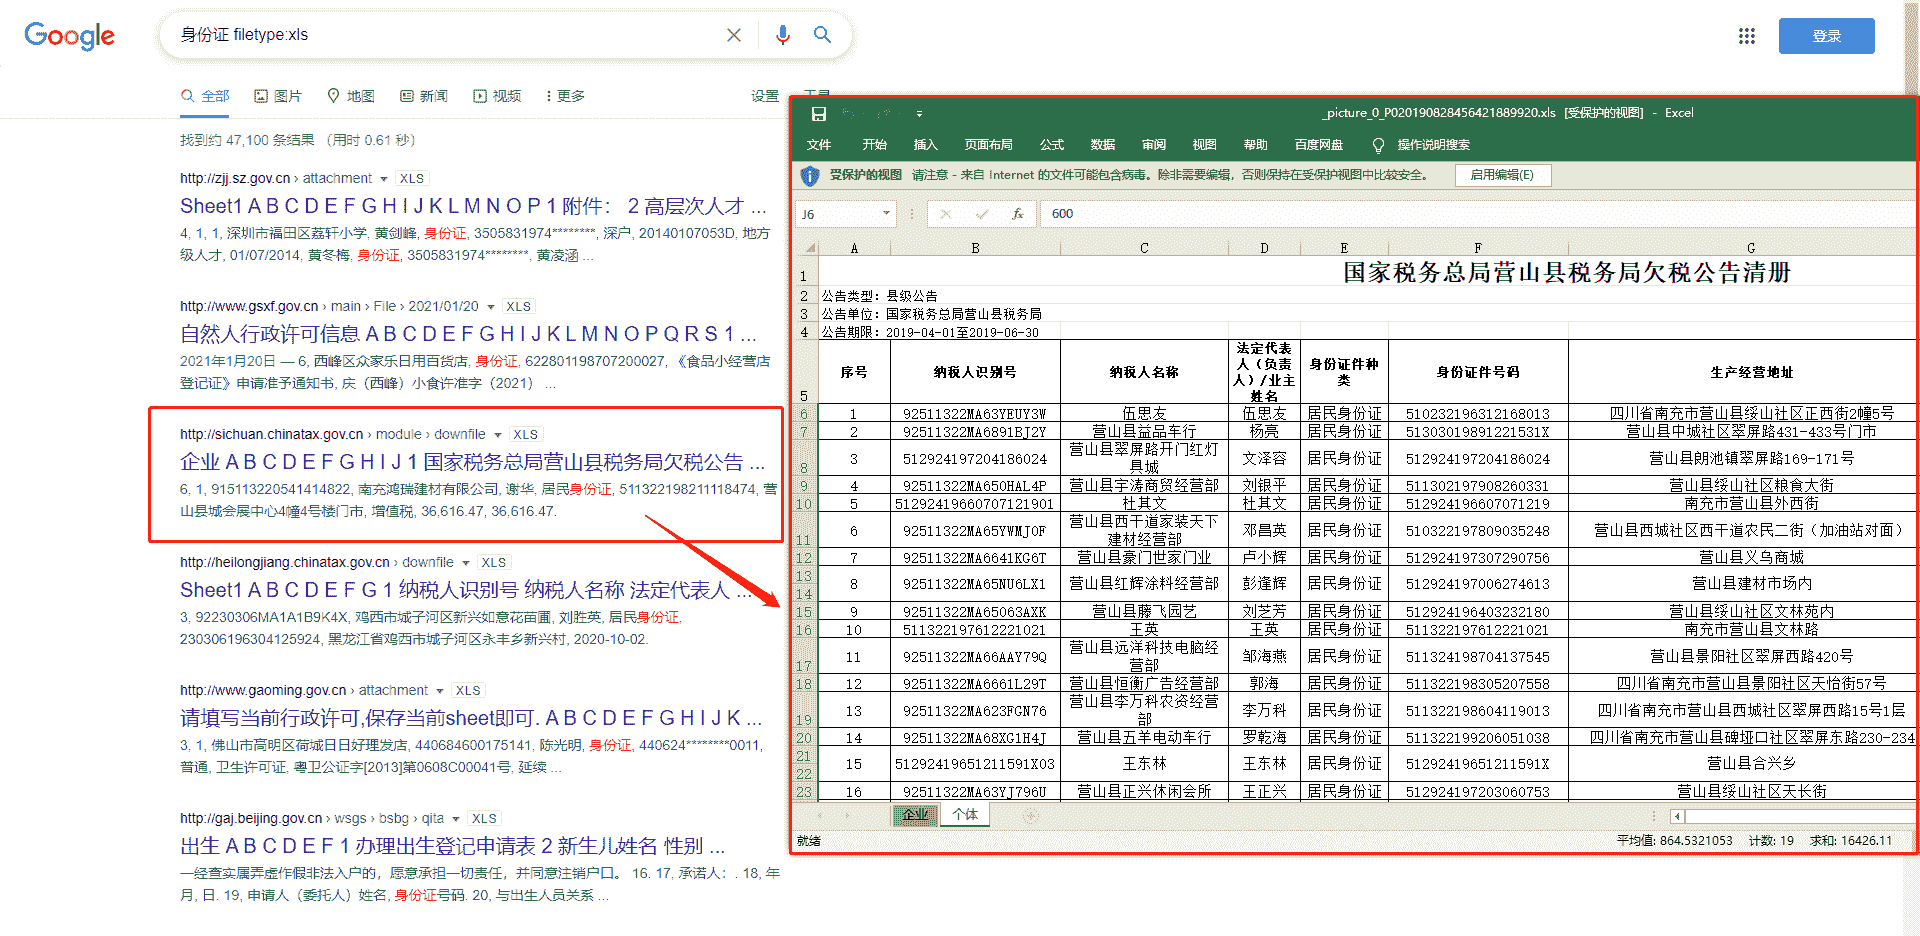 Google
身份证 filetype:xls
登录
全部 图片 地图 新闻 视频 更多 设置 工具
找到约 47,100 条结果 （用时 0.61 秒）
http://zjj.sz.gov.cn › attachment XLS
Sheet1 A B C D E F G H I J K L M N O P 1 附件： 2 高层次人才 ...
4, 1, 1, 深圳市福田区荔轩小学, 黄剑峰, 身份证, 3505831974********, 深户, 20140107053D, 地方
级人才, 01/07/2014, 黄冬梅, 身份证, 3505831974********, 黄凌涵 ...
http://www.gsxf.gov.cn › main › File › 2021/01/20 XLS
自然人行政许可信息 A B C D E F G H I J K L M N O P Q R S 1 ...
2021年1月20日 — 6, 西峰区众家乐日用百货店, 身份证, 622801198707200027, 《食品小经营店
登记证》申请准予通知书, 庆（西峰）小食许准字（2021） ...
http://sichuan.chinatax.gov.cn › module › downfile XLS
企业 A B C D E F G H I J 1 国家税务总局营山县税务局欠税公告 ...
6, 1, 915113220541414822, 南充鸿瑞建材有限公司, 谢华, 居民身份证, 511322198211118474, 营
山县城会展中心4幢4号楼门市, 增值税, 36,616.47, 36,616.47.
http://heilongjiang.chinatax.gov.cn › downfile XLS
Sheet1 A B C D E F G 1 纳税人识别号 纳税人名称 法定代表人 ...
3, 92230306MA1A1B9K4X, 鸡西市城子河区新兴如意花苗圃, 刘胜英, 居民身份证,
230306196304125924, 黑龙江省鸡西市城子河区永丰乡新兴村, 2020-10-02.
http://www.gaoming.gov.cn › attachment XLS
请填写当前行政许可,保存当前sheet即可. A B C D E F G H I J K ...
3, 1, 佛山市高明区荷城日日好理发店, 440684600175141, 陈光明, 身份证, 440624********0011,
普通, 卫生许可证, 粤卫公证字[2013]第0608C00041号, 延续 ...
http://gaj.beijing.gov.cn › wsgs › bsbg › qita XLS
出生 A B C D E F 1 办理出生登记申请表 2 新生儿姓名 性别 ...
一经查实属弄虚作假非法入户的，愿意承担一切责任，并同意注销户口。 16. 17, 承诺人：. 18, 年
月, 日. 19, 申请人（委托人）姓名, 身份证号码. 20, 与出生人员关系 ...
_picture_0_P020190828456421889920.xls [受保护的视图] - Excel
文件 开始 插入 页面布局 公式 数据 审阅 视图 帮助 百度网盘 操作说明搜索
受保护的视图 请注意 - 来自 Internet 的文件可能包含病毒。除非需要编辑，否则保持在受保护视图中比较安全。 启用编辑(E)
J6 fx 600
A B C D E F G
1 国家税务总局营山县税务局欠税公告清册
2 公告类型：县级公告
3 公告单位：国家税务总局营山县税务局
4 公告期限：2019-04-01至2019-06-30
5 序号 纳税人识别号 纳税人名称 法定代表人（负责人）/业主姓名 身份证件种类 身份证件号码 生产经营地址
6 1 92511322MA63YEUY3W 伍思友 伍思友 居民身份证 510232196312168013 四川省南充市营山县绥山社区正西街2幢5号
7 2 92511322MA6891BJ2Y 营山县益品车行 杨亮 居民身份证 51303019891221531X 营山县中城社区翠屏路431-433号门市
8 3 512924197204186024 营山县翠屏路开门红灯具城 文泽容 居民身份证 512924197204186024 营山县朗池镇翠屏路169-171号
9 4 92511322MA650HAL4P 营山县宇涛商贸经营部 刘银平 居民身份证 511302197908260331 营山县绥山社区粮食大街
10 5 51292419660707121901 杜其文 杜其文 居民身份证 512924196607071219 南充市营山县外西街
11 6 92511322MA65YWMJ0F 营山县西干道家装天下建材经营部 邓昌英 居民身份证 510322197809035248 营山县西城社区西干道农民二街（加油站对面）
12 7 92511322MA6641KG6T 营山县豪门世家门业 卢小辉 居民身份证 512924197307290756 营山县义乌商城
13
14 8 92511322MA65NU6LX1 营山县红辉涂料经营部 彭逢辉 居民身份证 512924197006274613 营山县建材市场内
15 9 92511322MA65063AXK 营山县藤飞园艺 刘芝芳 居民身份证 512924196403232180 营山县绥山社区文林苑内
16 10 511322197612221021 王英 王英 居民身份证 511322197612221021 南充市营山县文林路
17 11 92511322MA66AAY79Q 营山县远洋科技电脑经营部 邹海燕 居民身份证 511324198704137545 营山县景阳社区翠屏西路420号
18 12 92511322MA6661L29T 营山县恒衡广告经营部 郭海 居民身份证 511322198305207558 四川省南充市营山县景阳社区天怡街57号
19 13 92511322MA623FGN76 营山县李万科农资经营部 李万科 居民身份证 511322198604119013 四川省南充市营山县西城社区翠屏西路15号1层
20 14 92511322MA68XG1H4J 营山县五羊电动车行 罗乾海 居民身份证 511322199206051038 四川省南充市营山县碑垭口社区翠屏东路230-234
21
22 15 51292419651211591X03 王东林 王东林 居民身份证 51292419651211591X 营山县合兴乡
23 16 92511322MA63YJ796U 营山县正兴休闲会所 王正兴 居民身份证 512924197203060753 营山县绥山社区天长街
企业 个体
就绪 平均值: 864.5321053 计数: 19 求和: 16426.11